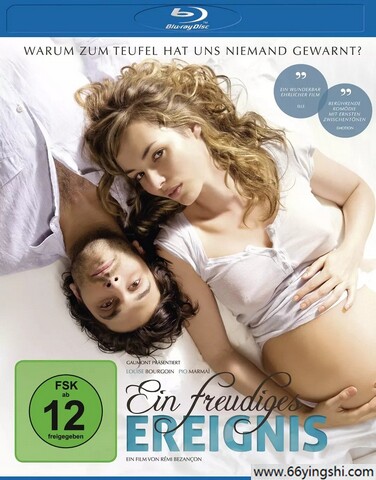 Blu-ray Disc
WARUM ZUM TEUFEL HAT UNS NIEMAND GEWARNT?
EIN WUNDERBAR
EHRLICHER FILM
BERÜHRENDE
KOMÖDIE
MIT ERNSTEN
ZWISCHENTÖNEN
GAUMONT PRÄSENTIERT
LOUISE BOURGOIN PIO MARMAÏ
FSK
ab
12
freigegeben
Ein freudiges
EREIGNIS
EIN FILM VON RÉMI BEZANÇON
www.66yingshi.com